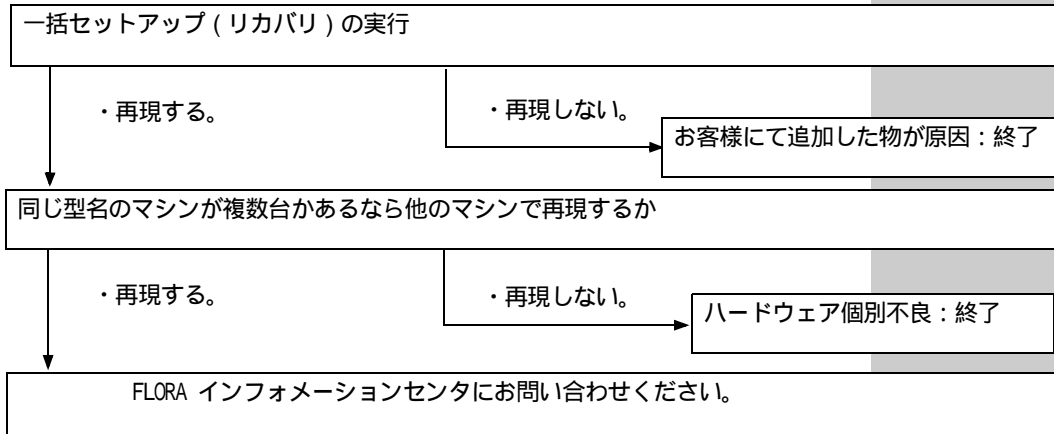 一括セットアップ（リカバリ）の実行
・再現する。
・再現しない。
お客様にて追加した物が原因：終了
同じ型名のマシンが複数台かあるなら他のマシンで再現するか
・再現する。
・再現しない。
ハードウェア個別不良：終了
FLORA インフォメーションセンタにお問い合わせください。